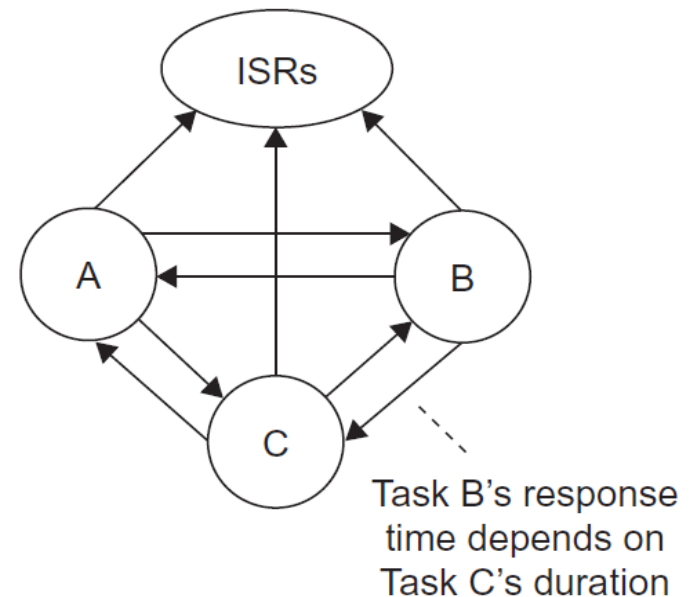 ISRs
A
B
C
Task B’s response
time depends on
Task C’s duration